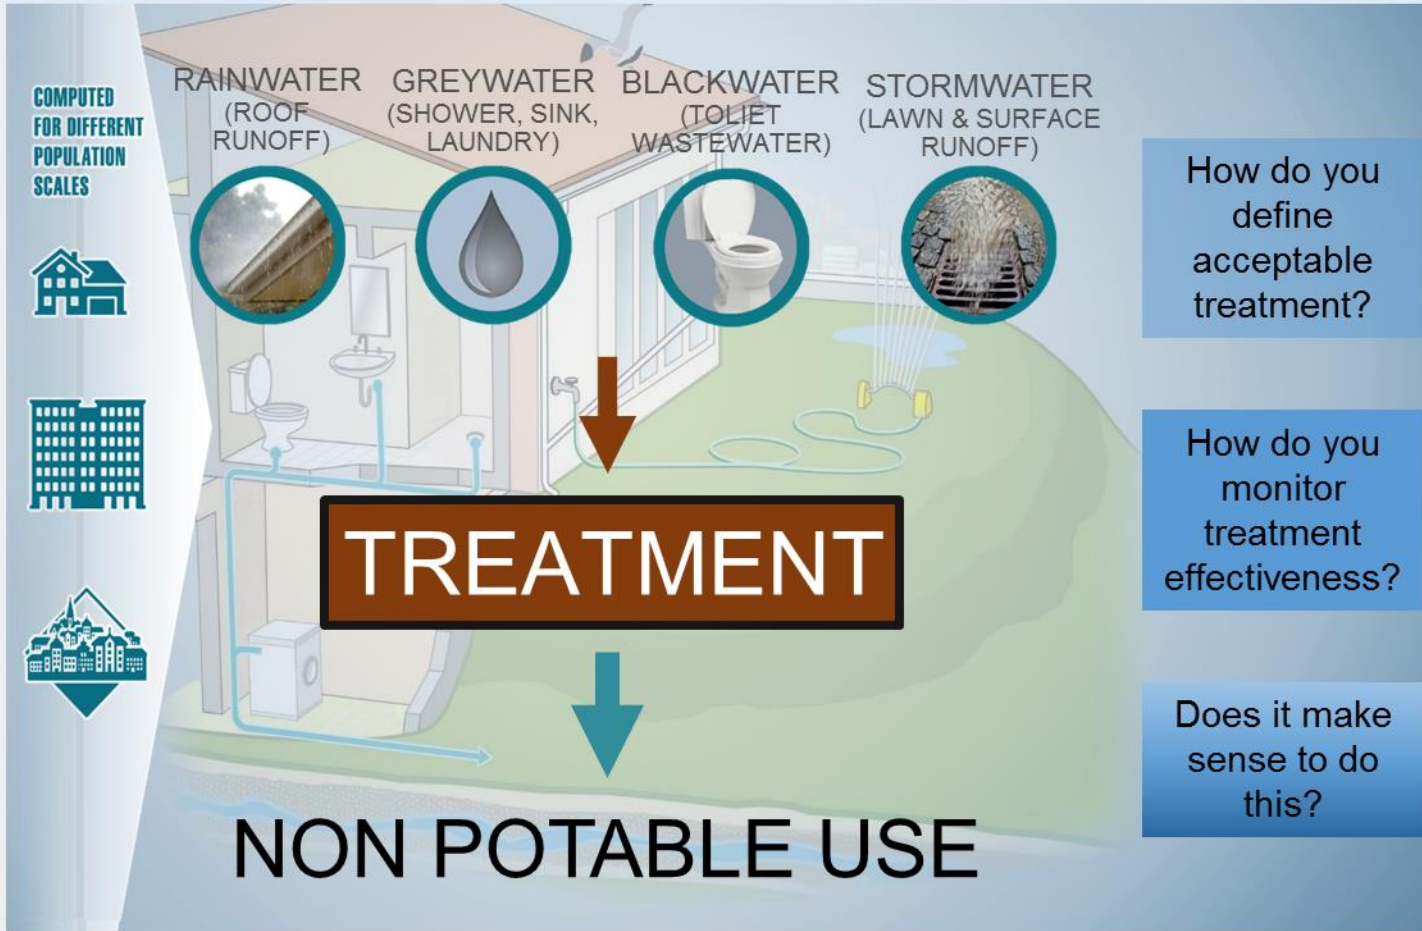 COMPUTED
FOR DIFFERENT
POPULATION
SCALES
RAINWATER
(ROOF
RUNOFF)
GREYWATER
(SHOWER, SINK,
LAUNDRY)
BLACKWATER
(TOLIET
WASTEWATER)
STORMWATER
(LAWN & SURFACE
RUNOFF)
TREATMENT
NON POTABLE USE
How do you
define
acceptable
treatment?
How do you
monitor
treatment
effectiveness?
Does it make
sense to do
this?